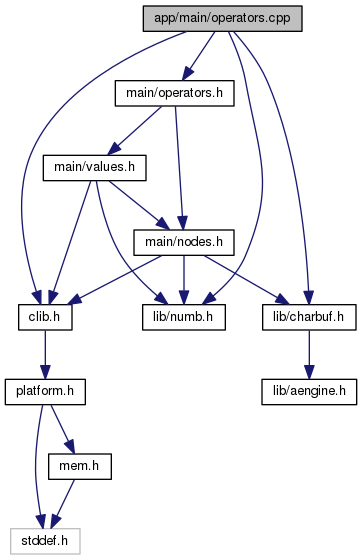 app/main/operators.cpp
main/operators.h
main/values.h
main/nodes.h
clib.h
lib/numb.h
lib/charbuf.h
platform.h
lib/aengine.h
mem.h
stddef.h